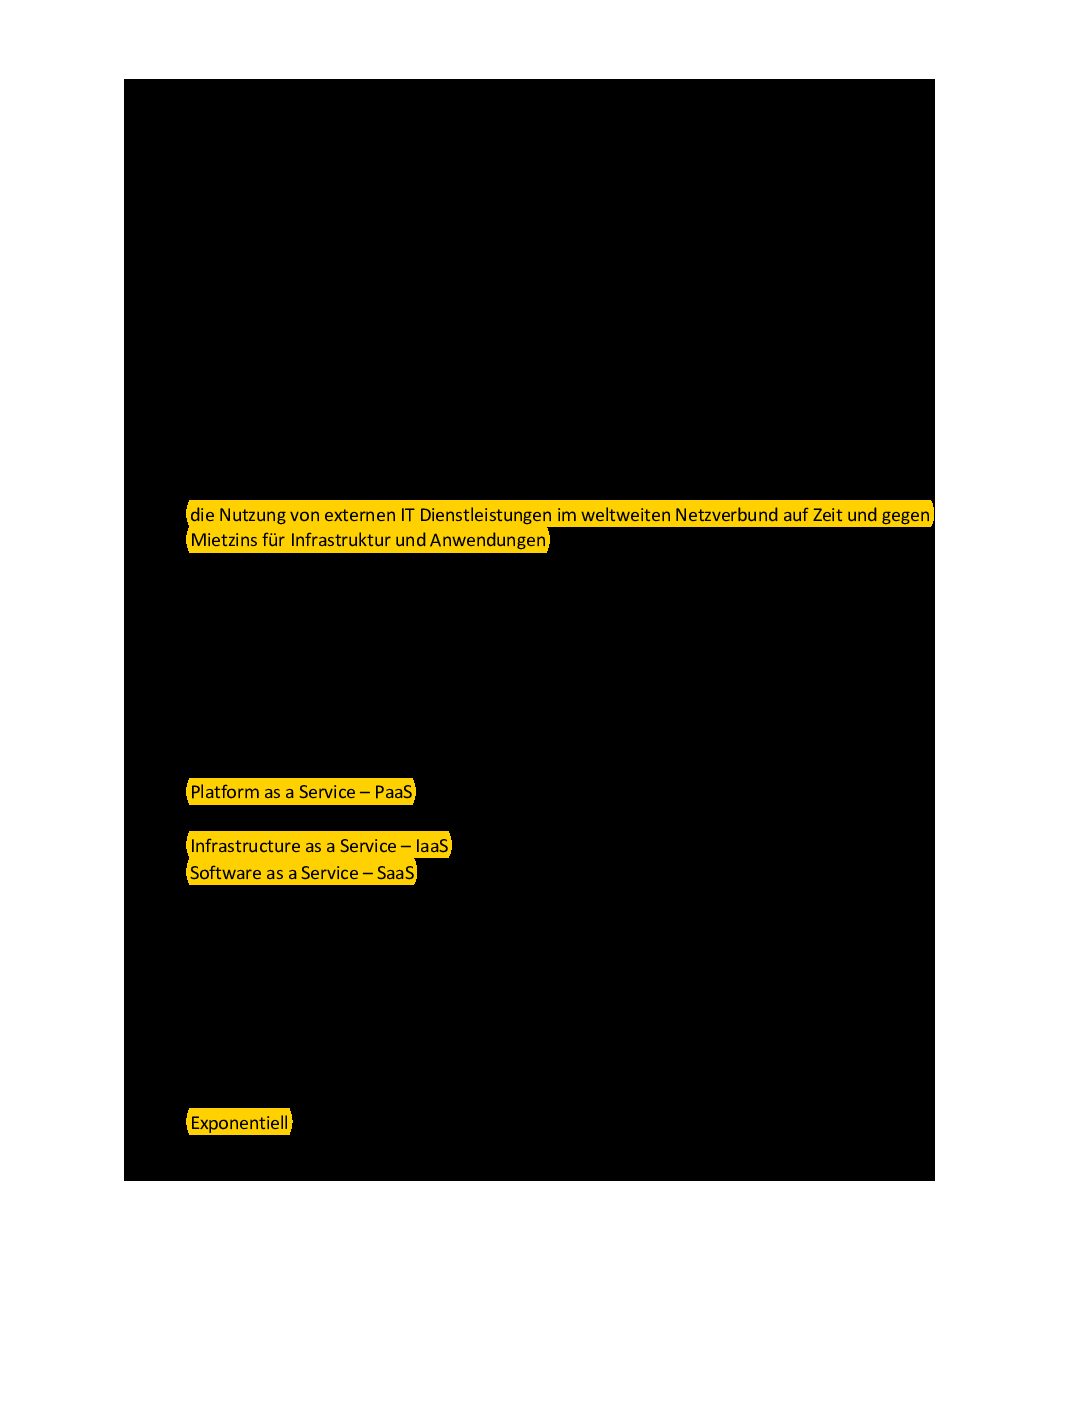 die Nutzung von externen IT Dienstleistungen im weltweiten Netzverbund auf Zeit und gegen
Mietzins für Infrastruktur und Anwendungen
Platform as a Service – PaaS
Infrastructure as a Service – IaaS
Software as a Service – SaaS
Exponentiell